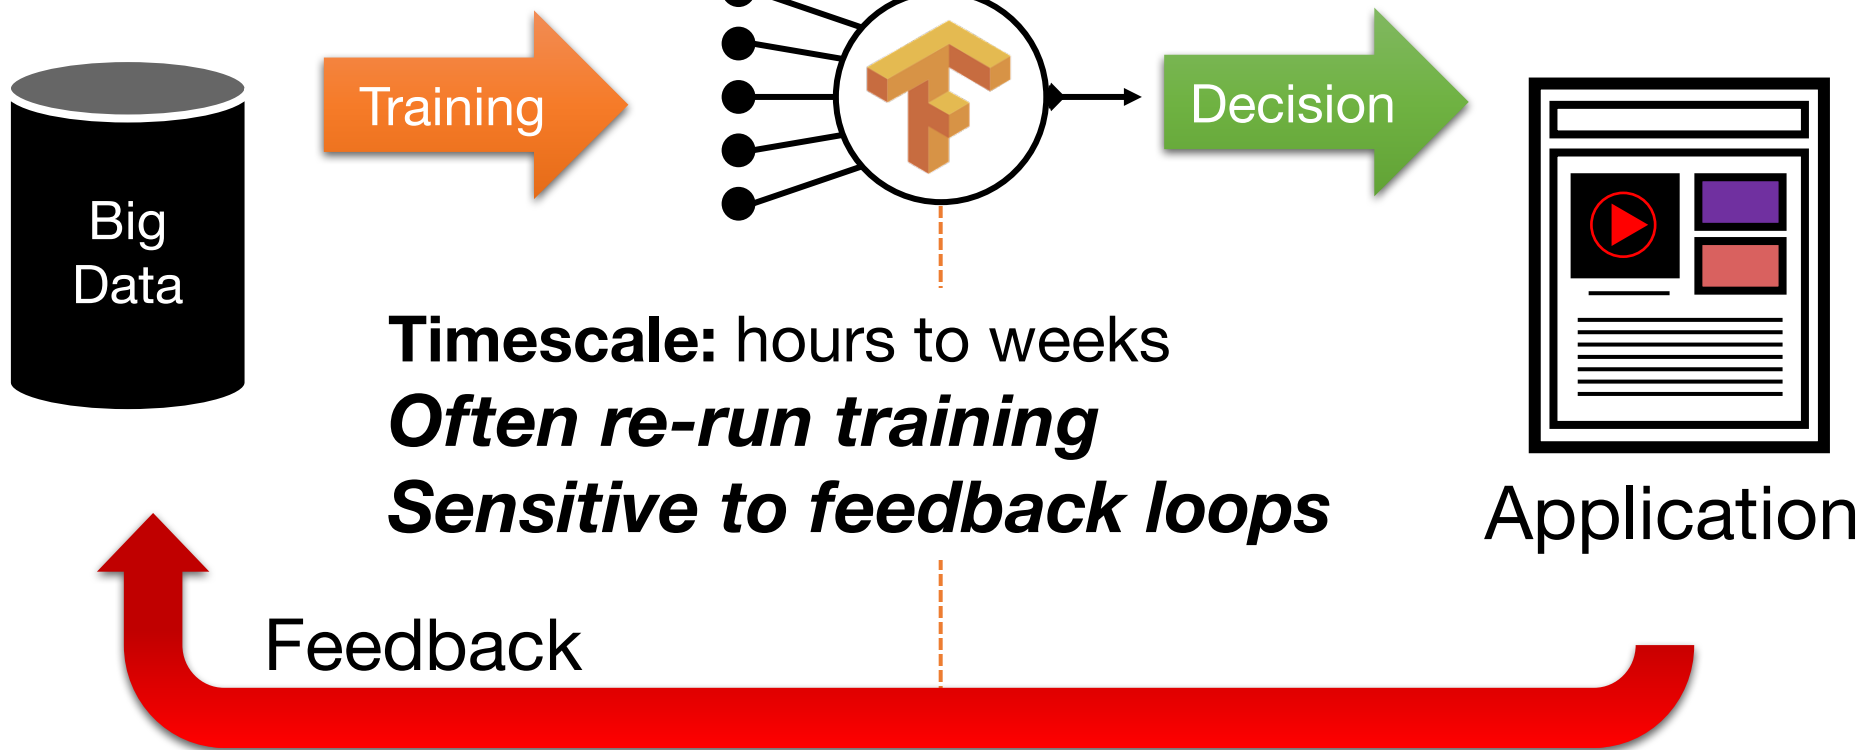 Training
Decision
Big
Data
Timescale: hours to weeks
Often re-run training
Sensitive to feedback loops
Application
Feedback